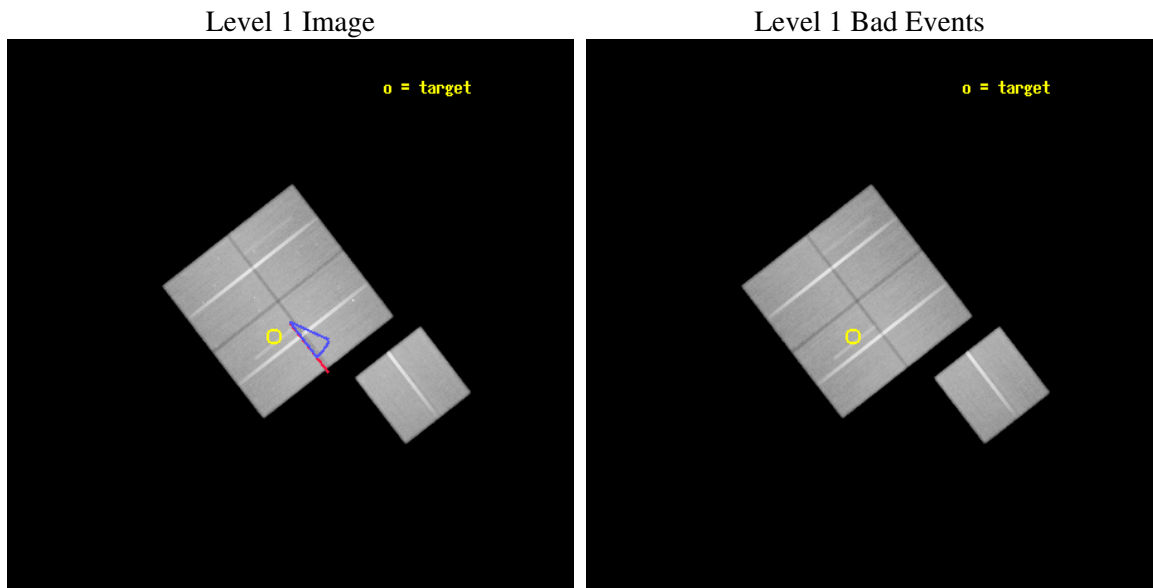 Level 1 Image
Level 1 Bad Events
o = target
o = target